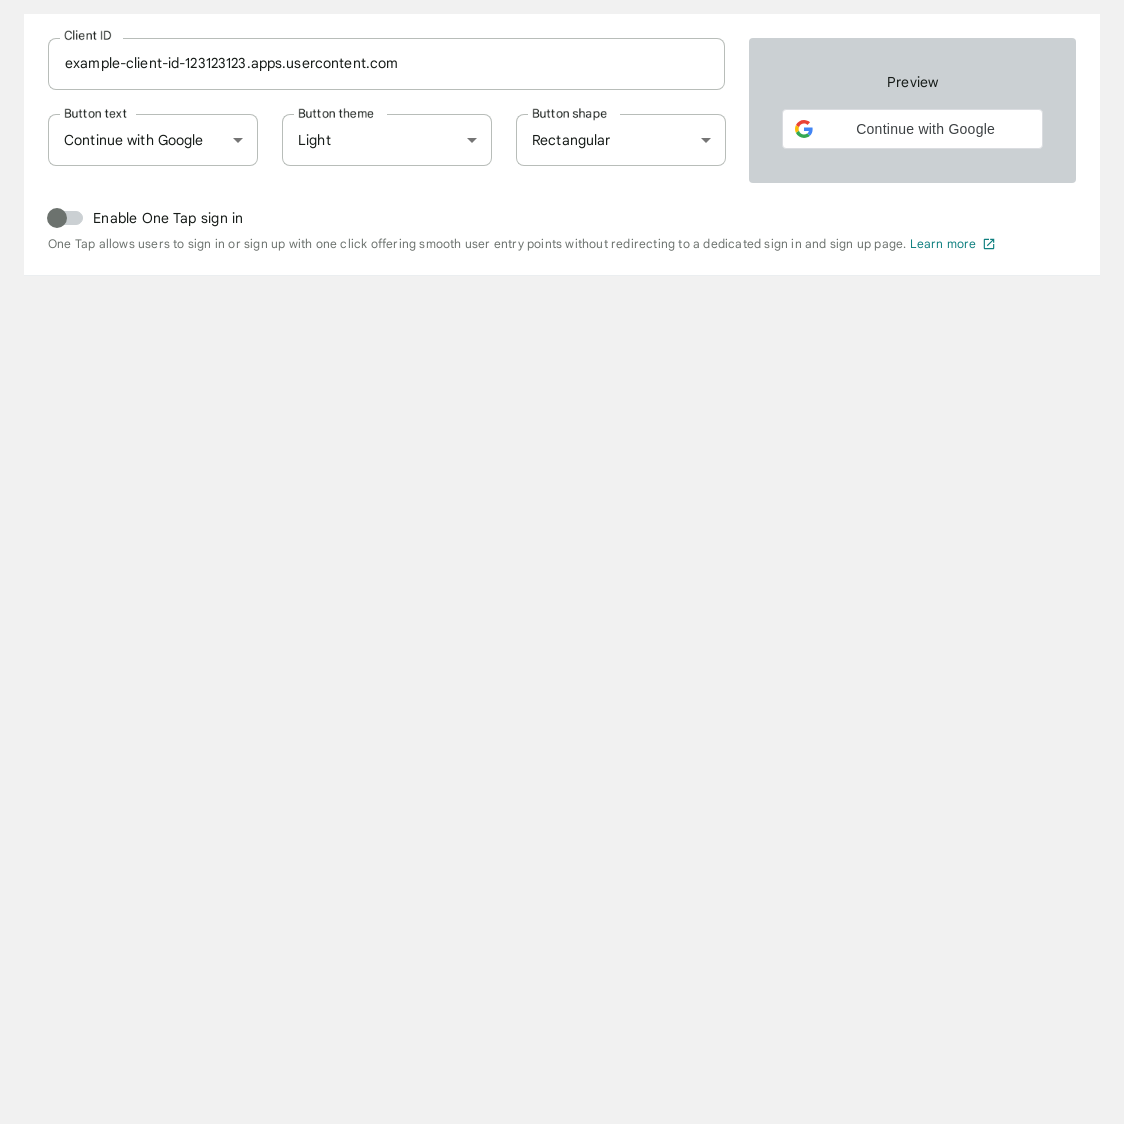 Client ID
example-client-id-123123123.apps.usercontent.com
Button text
Continue with Google
Button theme
Light
Button shape
Rectangular
Preview
Continue with Google
Enable One Tap sign in
One Tap allows users to sign in or sign up with one click offering smooth user entry points without redirecting to a dedicated sign in and sign up page. Learn more